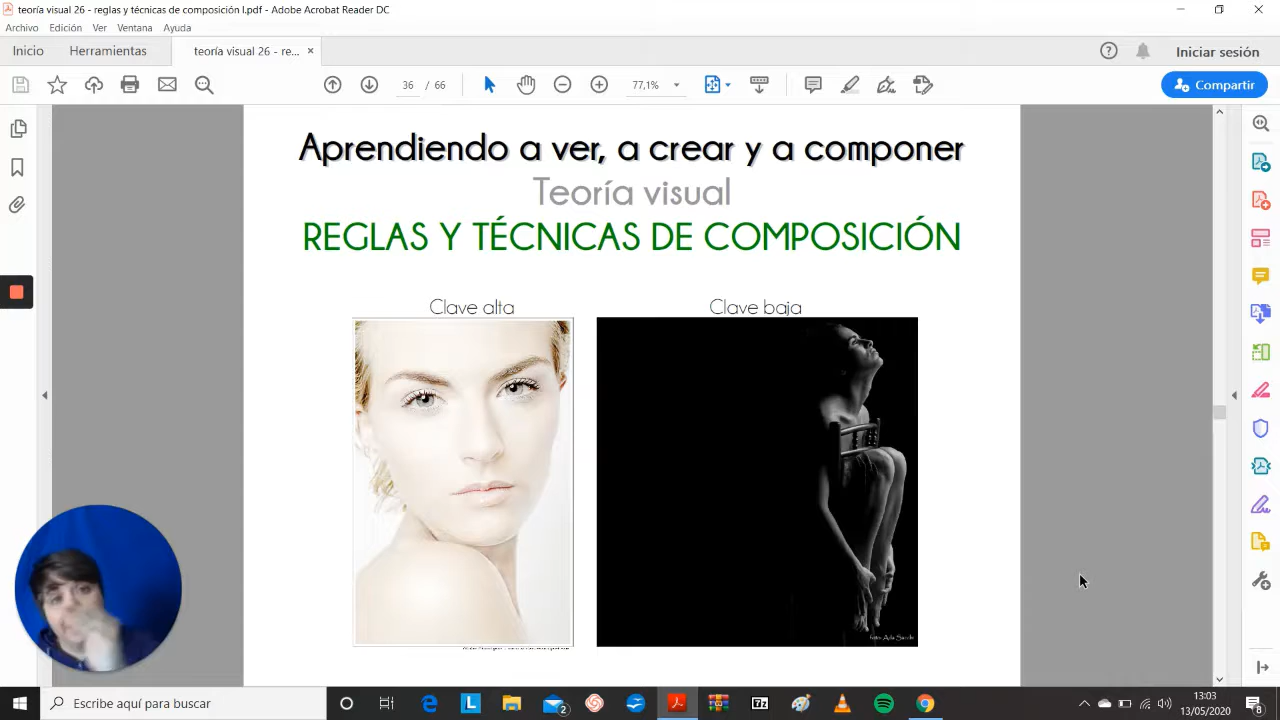 teoría visual 26 - reglas y técnicas de composición I.pdf - Adobe Acrobat Reader DC
Archivo Edición Ver Ventana Ayuda
Inicio Herramientas teoría visual 26 - re... × Iniciar sesión
36 / 66 77,1% Compartir
Aprendiendo a ver, a crear y a componer
Teoría visual
REGLAS Y TÉCNICAS DE COMPOSICIÓN
Clave alta Clave baja
Escribe aquí para buscar
2
13:03
13/05/2020
8